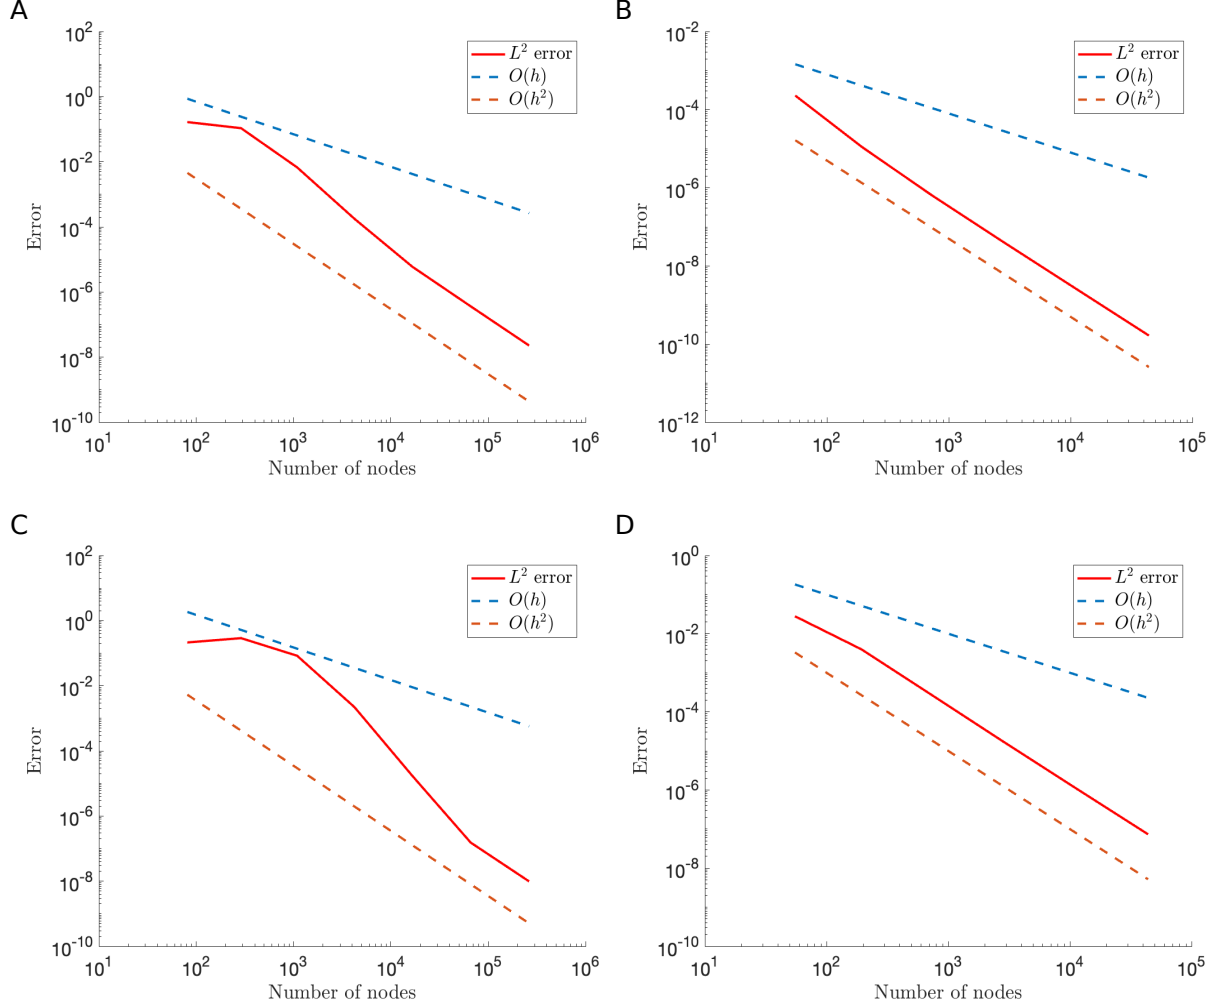 A
10^2
10^0
10^-2
10^-4
10^-6
10^-8
10^-10
Error
L^2 error
O(h)
O(h^2)
10^1 10^2 10^3 10^4 10^5 10^6
Number of nodes
B
10^-2
10^-4
10^-6
10^-8
10^-10
10^-12
Error
L^2 error
O(h)
O(h^2)
10^1 10^2 10^3 10^4 10^5
Number of nodes
C
10^2
10^0
10^-2
10^-4
10^-6
10^-8
10^-10
Error
L^2 error
O(h)
O(h^2)
10^1 10^2 10^3 10^4 10^5 10^6
Number of nodes
D
10^0
10^-2
10^-4
10^-6
10^-8
10^-10
Error
L^2 error
O(h)
O(h^2)
10^1 10^2 10^3 10^4 10^5
Number of nodes